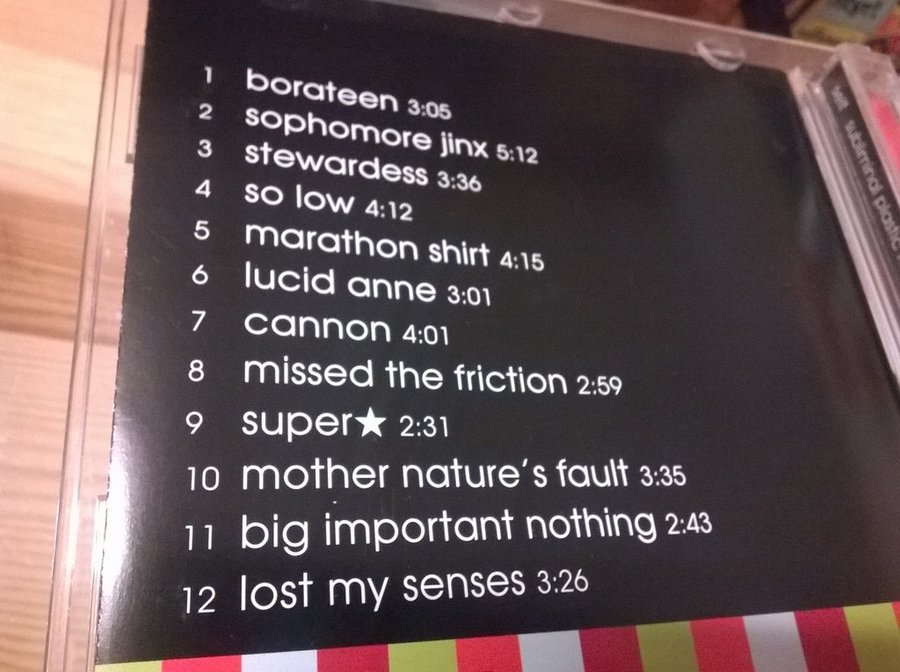 1 borateen 3:05
2 sophomore jinx 5:12
3 stewardess 3:36
4 so low 4:12
5 marathon shirt 4:15
6 lucid anne 3:01
7 cannon 4:01
8 missed the friction 2:59
9 super★ 2:31
10 mother nature's fault 3:35
11 big important nothing 2:43
12 lost my senses 3:26
self subliminal plastic